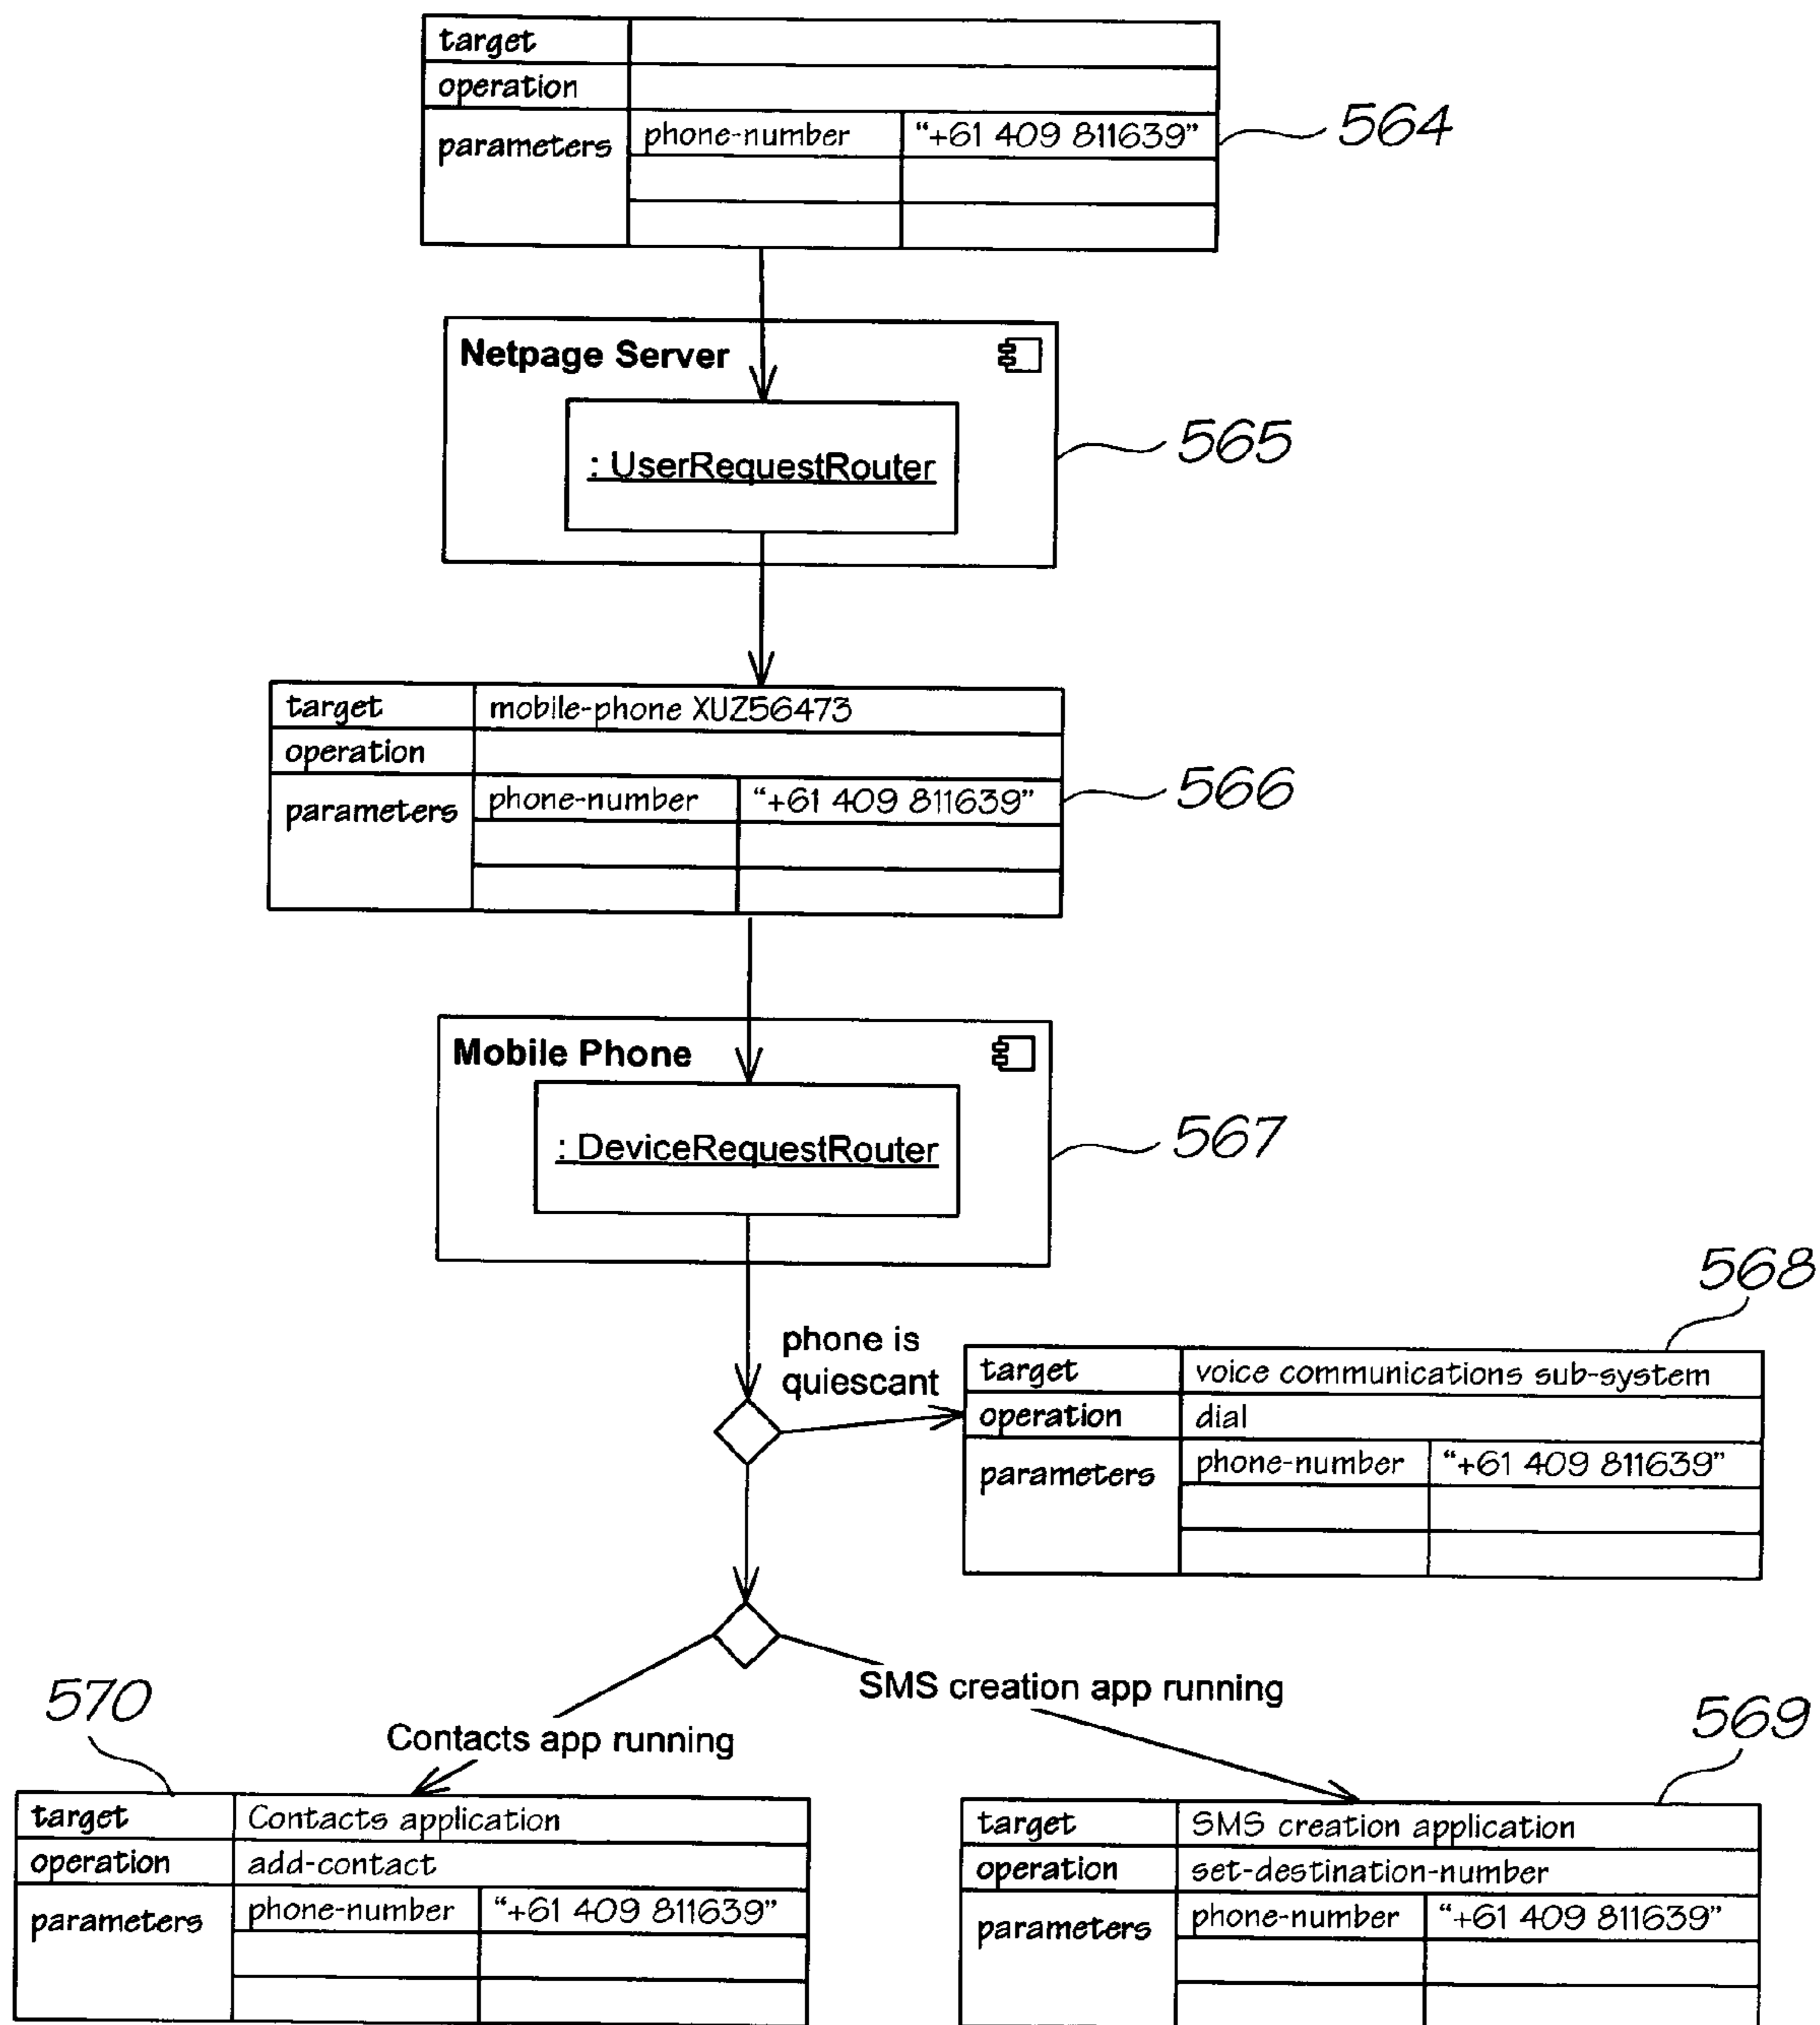 target
operation
parameters phone-number "+61 409 811639"
564
Netpage Server
: UserRequestRouter
565
target mobile-phone XUZ56473
operation
parameters phone-number "+61 409 811639"
566
Mobile Phone
: DeviceRequestRouter
567
phone is
quiescant
568
target voice communications sub-system
operation dial
parameters phone-number "+61 409 811639"
SMS creation app running
Contacts app running
570
target Contacts application
operation add-contact
parameters phone-number "+61 409 811639"
569
target SMS creation application
operation set-destination-number
parameters phone-number "+61 409 811639"